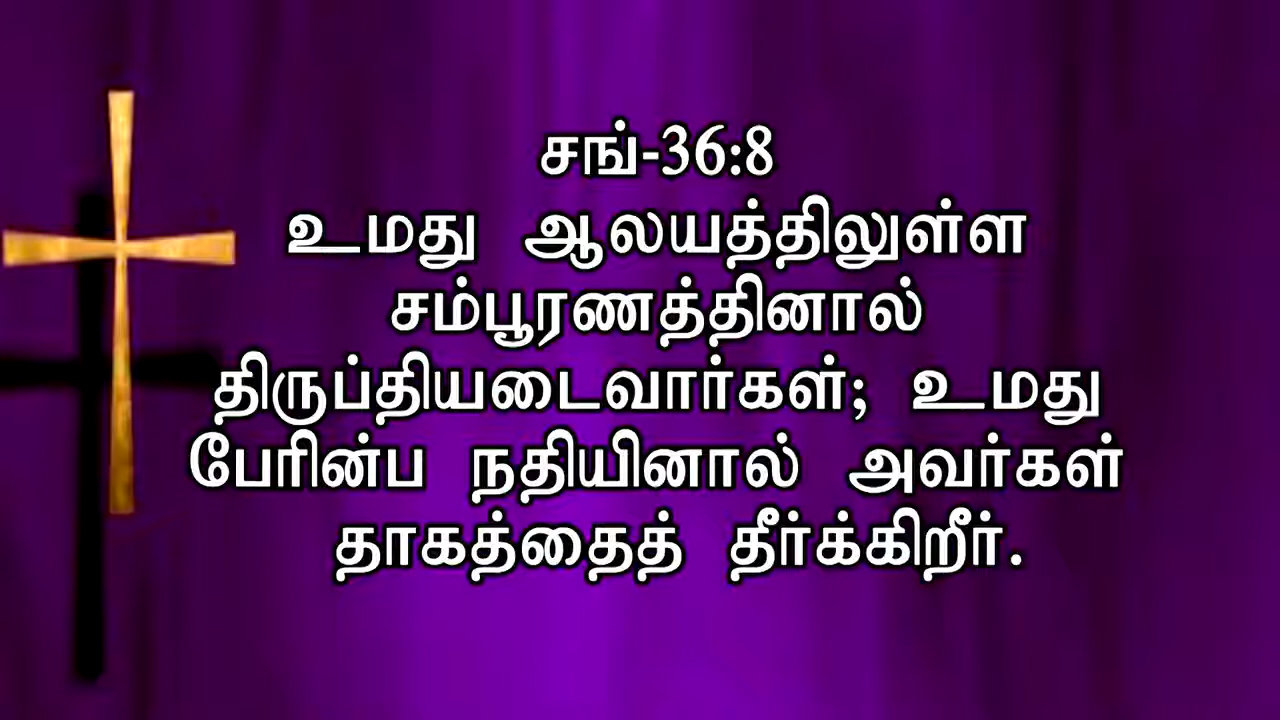 சங்-36:8
உமது ஆலயத்திலுள்ள
சம்பூரணத்தினால்
திருப்தியடைவார்கள்; உமது
பேரின்ப நதியினால் அவர்கள்
தாகத்தைத் தீர்க்கிறீர்.